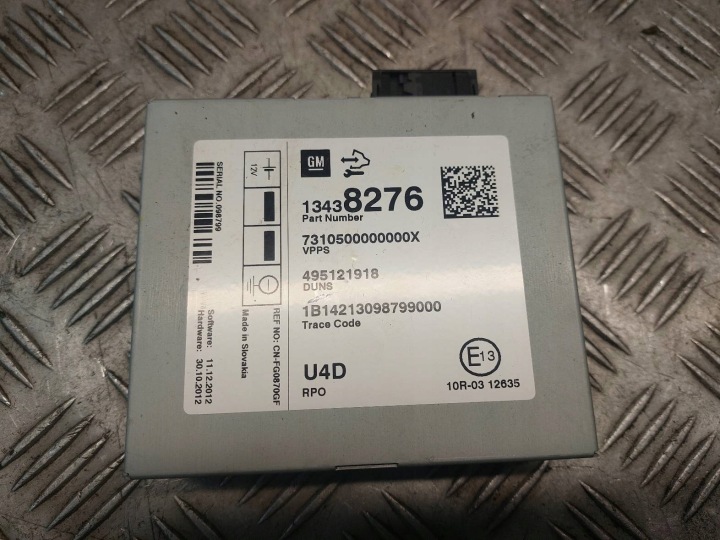 GM
13438276
Part Number
7310500000000X
VPPS
495121918
DUNS
1B14213098799000
Trace Code
U4D
RPO
E13
10R-03 12635
SERIAL NO 098799
12V
REF NO: CN-FG0870GF
Made in Slovakia
Software: 11.12.2012
Hardware: 30.10.2012